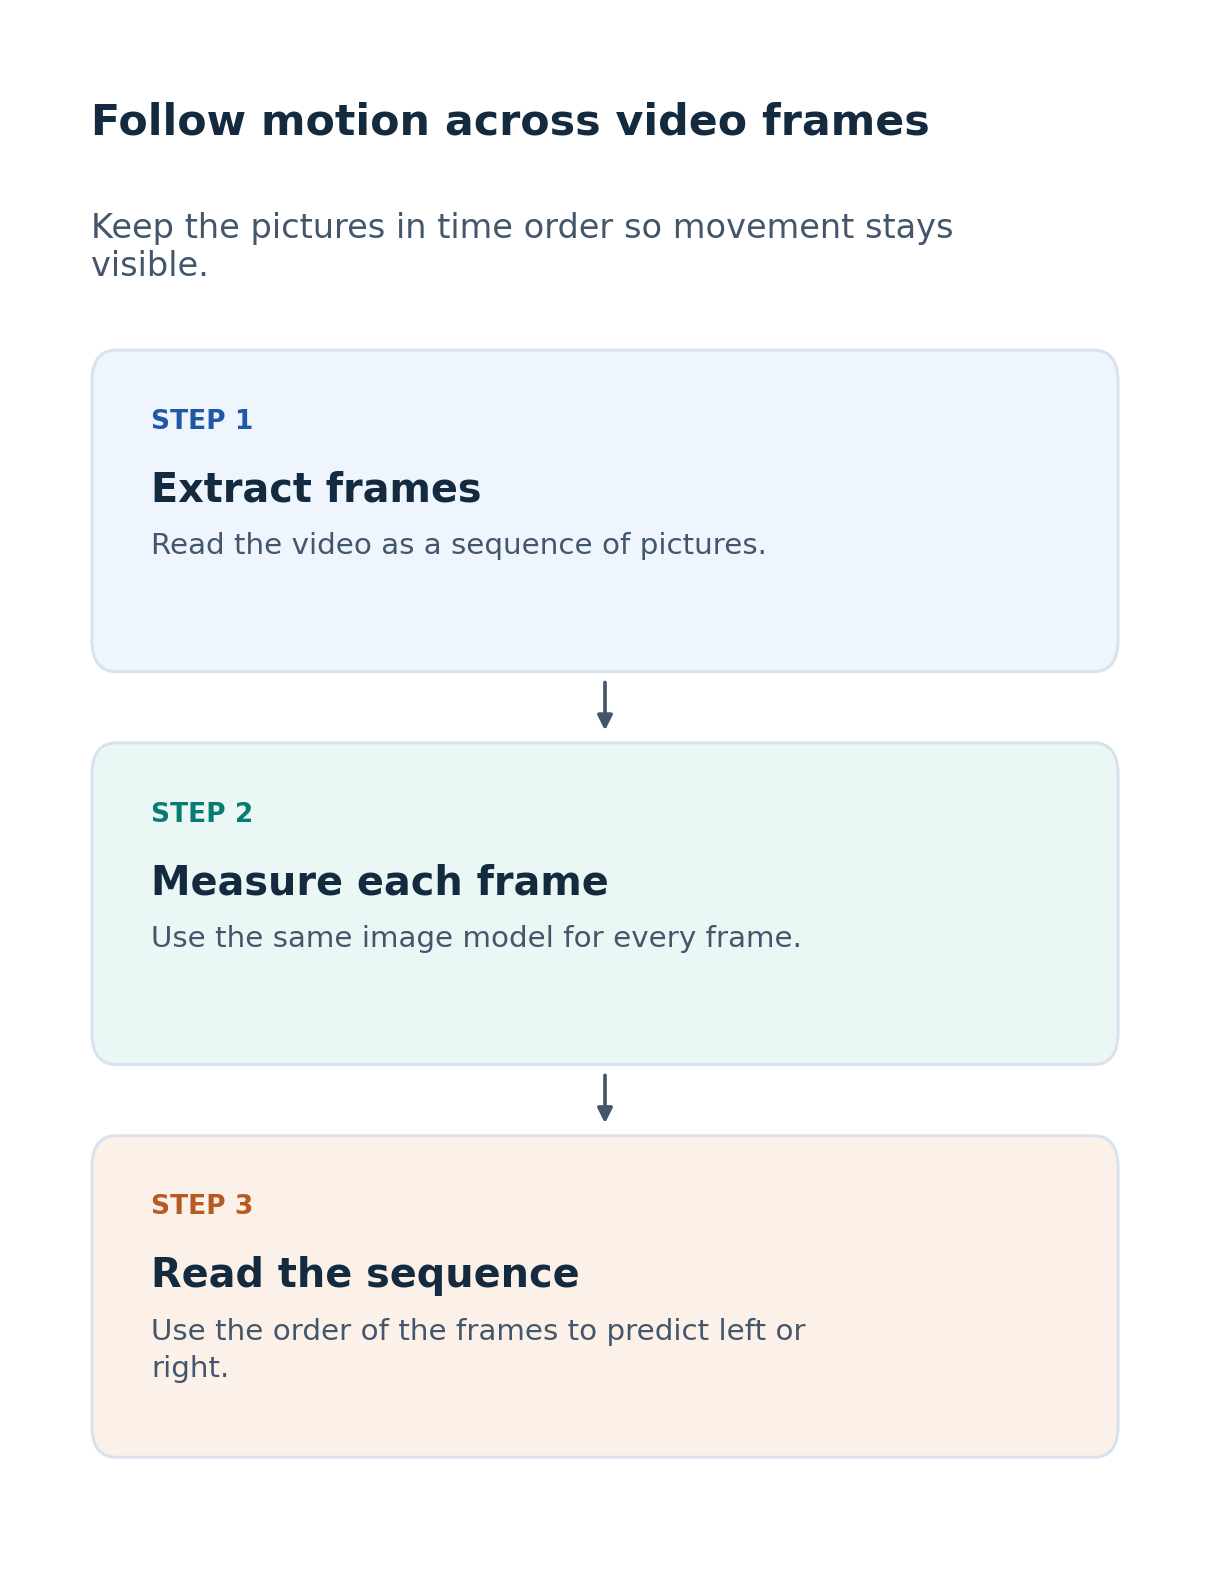 Follow motion across video frames
Keep the pictures in time order so movement stays
visible.
STEP 1
Extract frames
Read the video as a sequence of pictures.
STEP 2
Measure each frame
Use the same image model for every frame.
STEP 3
Read the sequence
Use the order of the frames to predict left or
right.